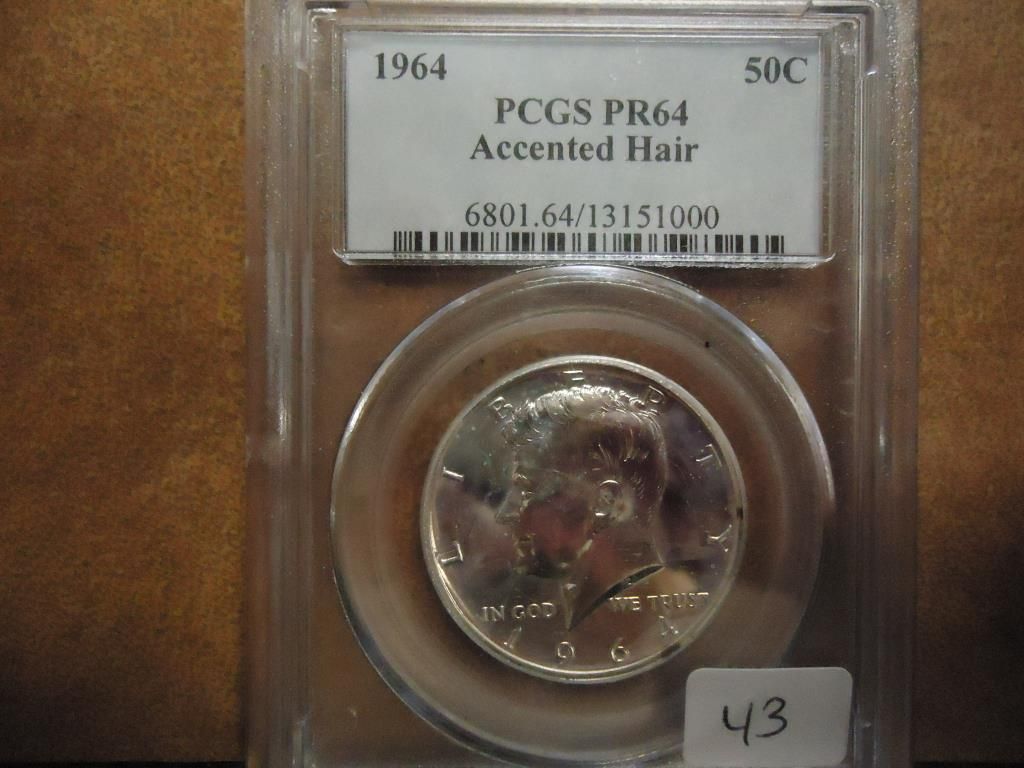 1964 50C
PCGS PR64
Accented Hair
6801.64/13151000
LIBERTY
IN GOD WE TRUST
1964
43